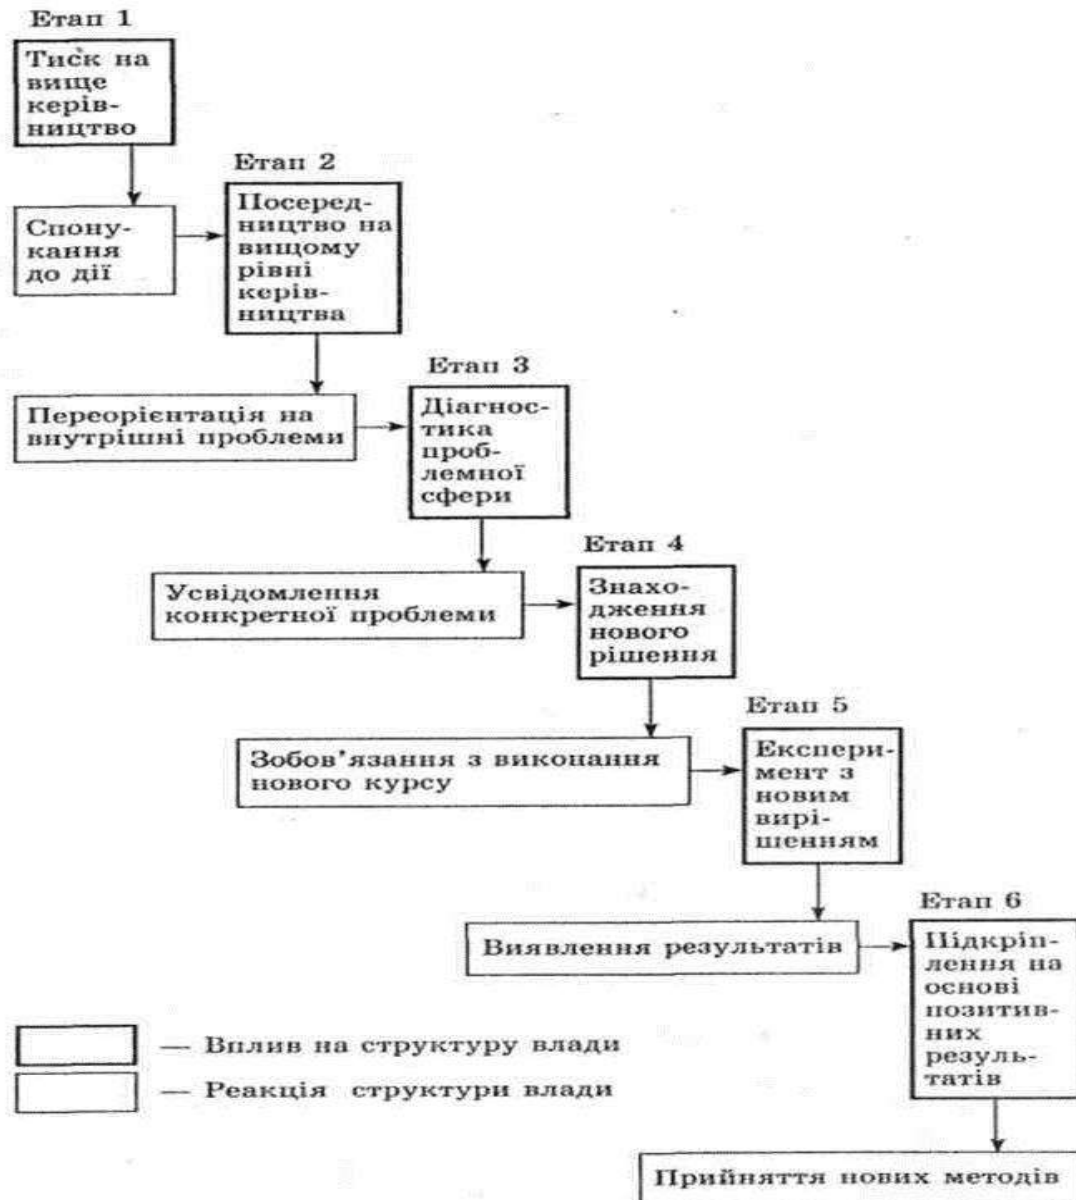 Етап 1
Тиск на
вище
керів-
ництво
Етап 2
Спону-
кання
до дії
Посеред-
ництво на
вищому
рівні
керів-
ництва
Етап 3
Переорієнтація на
внутрішні проблеми
Діагнос-
тика
проб-
лемної
сфери
Етап 4
Усвідомлення
конкретної проблеми
Знахо-
дження
нового
рішення
Етап 5
Зобов’язання з виконання
нового курсу
Експери-
мент з
новим
вирі-
шенням
Етап 6
Виявлення результатів
Підкріп-
лення на
основі
позитив-
них
резуль-
татів
— Вплив на структуру влади
— Реакція структури влади
Прийняття нових методів